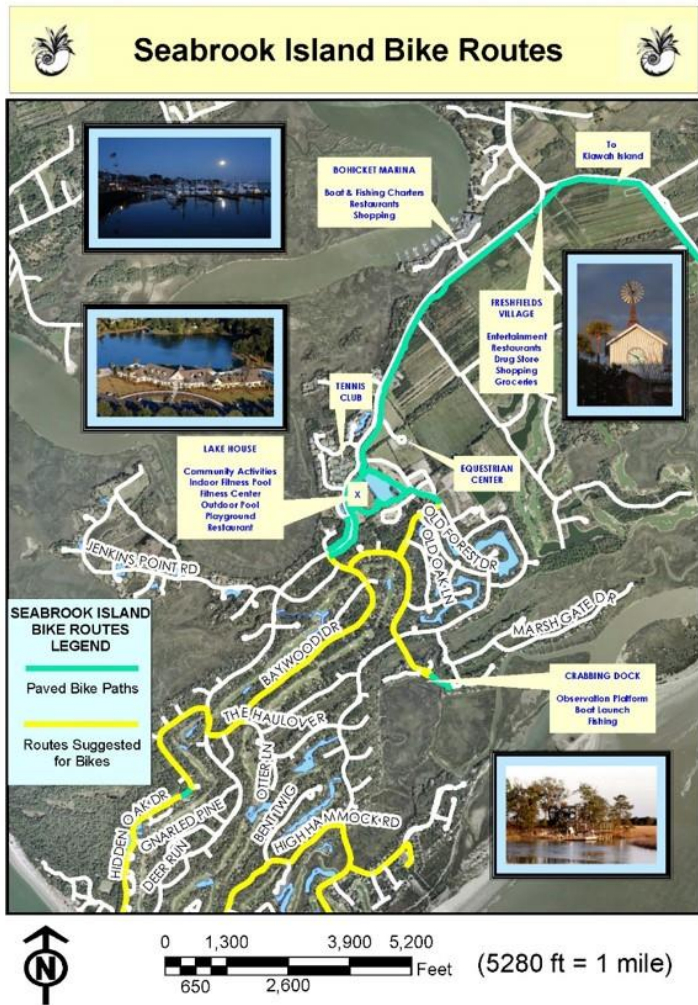 Seabrook Island Bike Routes
To
Kiawah Island
BOHICKET MARINA
Boat & Fishing Charters
Restaurants
Shopping
FRESHFIELDS
VILLAGE
Entertainment
Restaurants
Drug Store
Shopping
Groceries
TENNIS
CLUB
LAKE HOUSE
Community Activities
Indoor Fitness Pool
Fitness Center
Outdoor Pool
Playground
Restaurant
X
EQUESTRIAN
CENTER
OLD FOREST DR
OLD OAK LN
JENKINS POINT RD
MARSH GATE DR
BAYWOOD DR
SEABROOK ISLAND
BIKE ROUTES
LEGEND
Paved Bike Paths
Routes Suggested
for Bikes
CRABBING DOCK
Observation Platform
Boat Launch
Fishing
THE HAULOVER
OTTER LN
BENT TWIG
HIGH HAMMOCK RD
HIDDEN OAK DR
GNARLED PINE
DEER RUN
N
0 1,300 3,900 5,200
Feet
650 2,600
(5280 ft = 1 mile)